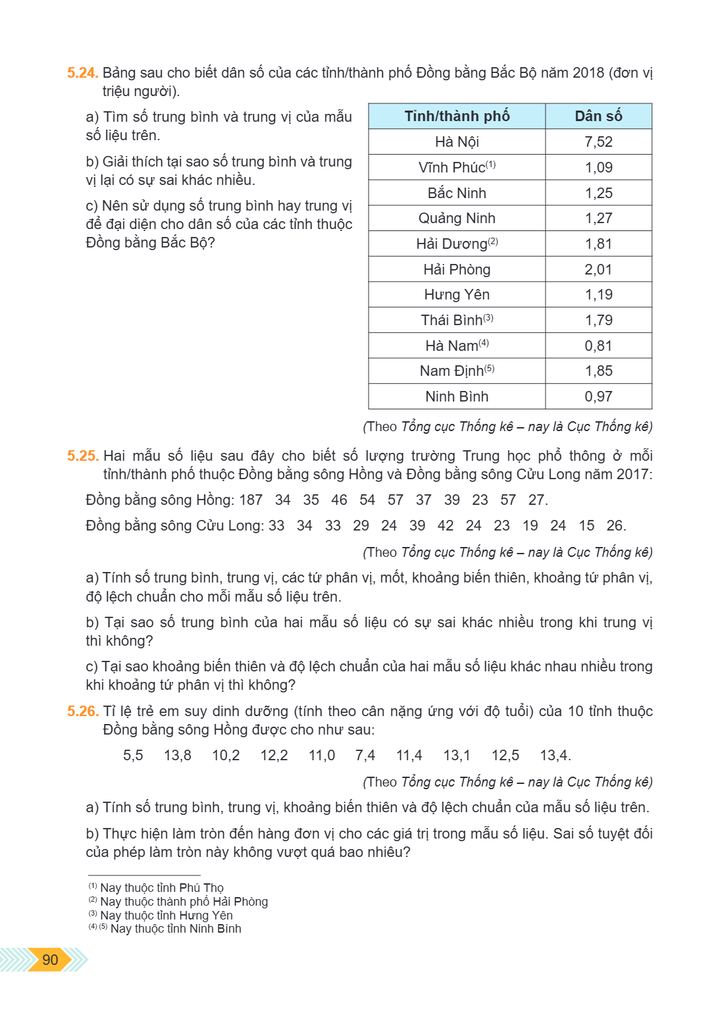 5.24. Bảng sau cho biết dân số của các tỉnh/thành phố Đồng bằng Bắc Bộ năm 2018 (đơn vị
triệu người).
a) Tìm số trung bình và trung vị của mẫu
số liệu trên.
b) Giải thích tại sao số trung bình và trung
vị lại có sự sai khác nhiều.
c) Nên sử dụng số trung bình hay trung vị
để đại diện cho dân số của các tỉnh thuộc
Đồng bằng Bắc Bộ?
Tỉnh/thành phố Dân số
Hà Nội 7,52
Vĩnh Phúc(1) 1,09
Bắc Ninh 1,25
Quảng Ninh 1,27
Hải Dương(2) 1,81
Hải Phòng 2,01
Hưng Yên 1,19
Thái Bình(3) 1,79
Hà Nam(4) 0,81
Nam Định(5) 1,85
Ninh Bình 0,97
(Theo Tổng cục Thống kê – nay là Cục Thống kê)
5.25. Hai mẫu số liệu sau đây cho biết số lượng trường Trung học phổ thông ở mỗi
tỉnh/thành phố thuộc Đồng bằng sông Hồng và Đồng bằng sông Cửu Long năm 2017:
Đồng bằng sông Hồng: 187 34 35 46 54 57 37 39 23 57 27.
Đồng bằng sông Cửu Long: 33 34 33 29 24 39 42 24 23 19 24 15 26.
(Theo Tổng cục Thống kê – nay là Cục Thống kê)
a) Tính số trung bình, trung vị, các tứ phân vị, mốt, khoảng biến thiên, khoảng tứ phân vị,
độ lệch chuẩn cho mỗi mẫu số liệu trên.
b) Tại sao số trung bình của hai mẫu số liệu có sự sai khác nhiều trong khi trung vị
thì không?
c) Tại sao khoảng biến thiên và độ lệch chuẩn của hai mẫu số liệu khác nhau nhiều trong
khi khoảng tứ phân vị thì không?
5.26. Tỉ lệ trẻ em suy dinh dưỡng (tính theo cân nặng ứng với độ tuổi) của 10 tỉnh thuộc
Đồng bằng sông Hồng được cho như sau:
5,5 13,8 10,2 12,2 11,0 7,4 11,4 13,1 12,5 13,4.
(Theo Tổng cục Thống kê – nay là Cục Thống kê)
a) Tính số trung bình, trung vị, khoảng biến thiên và độ lệch chuẩn của mẫu số liệu trên.
b) Thực hiện làm tròn đến hàng đơn vị cho các giá trị trong mẫu số liệu. Sai số tuyệt đối
của phép làm tròn này không vượt quá bao nhiêu?
(1) Nay thuộc tỉnh Phú Thọ
(2) Nay thuộc thành phố Hải Phòng
(3) Nay thuộc tỉnh Hưng Yên
(4) (5) Nay thuộc tỉnh Ninh Bình
90